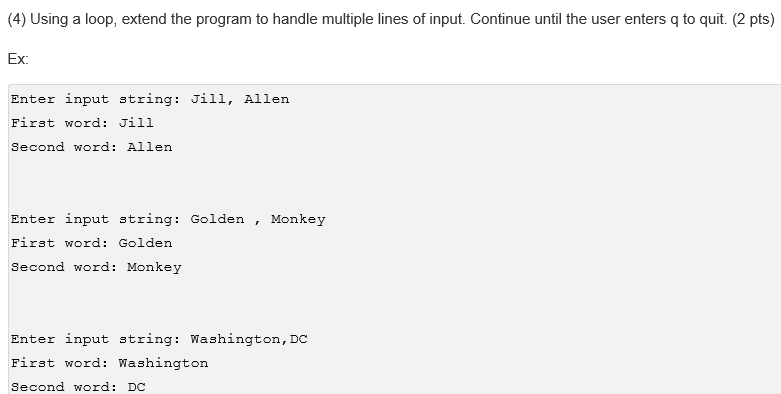 (4) Using a loop, extend the program to handle multiple lines of input. Continue until the user enters q to quit. (2 pts)
Ex:
Enter input string: Jill, Allen
First word: Jill
Second word: Allen
Enter input string: Golden , Monkey
First word: Golden
Second word: Monkey
Enter input string: Washington,DC
First word: Washington
Second word: DC